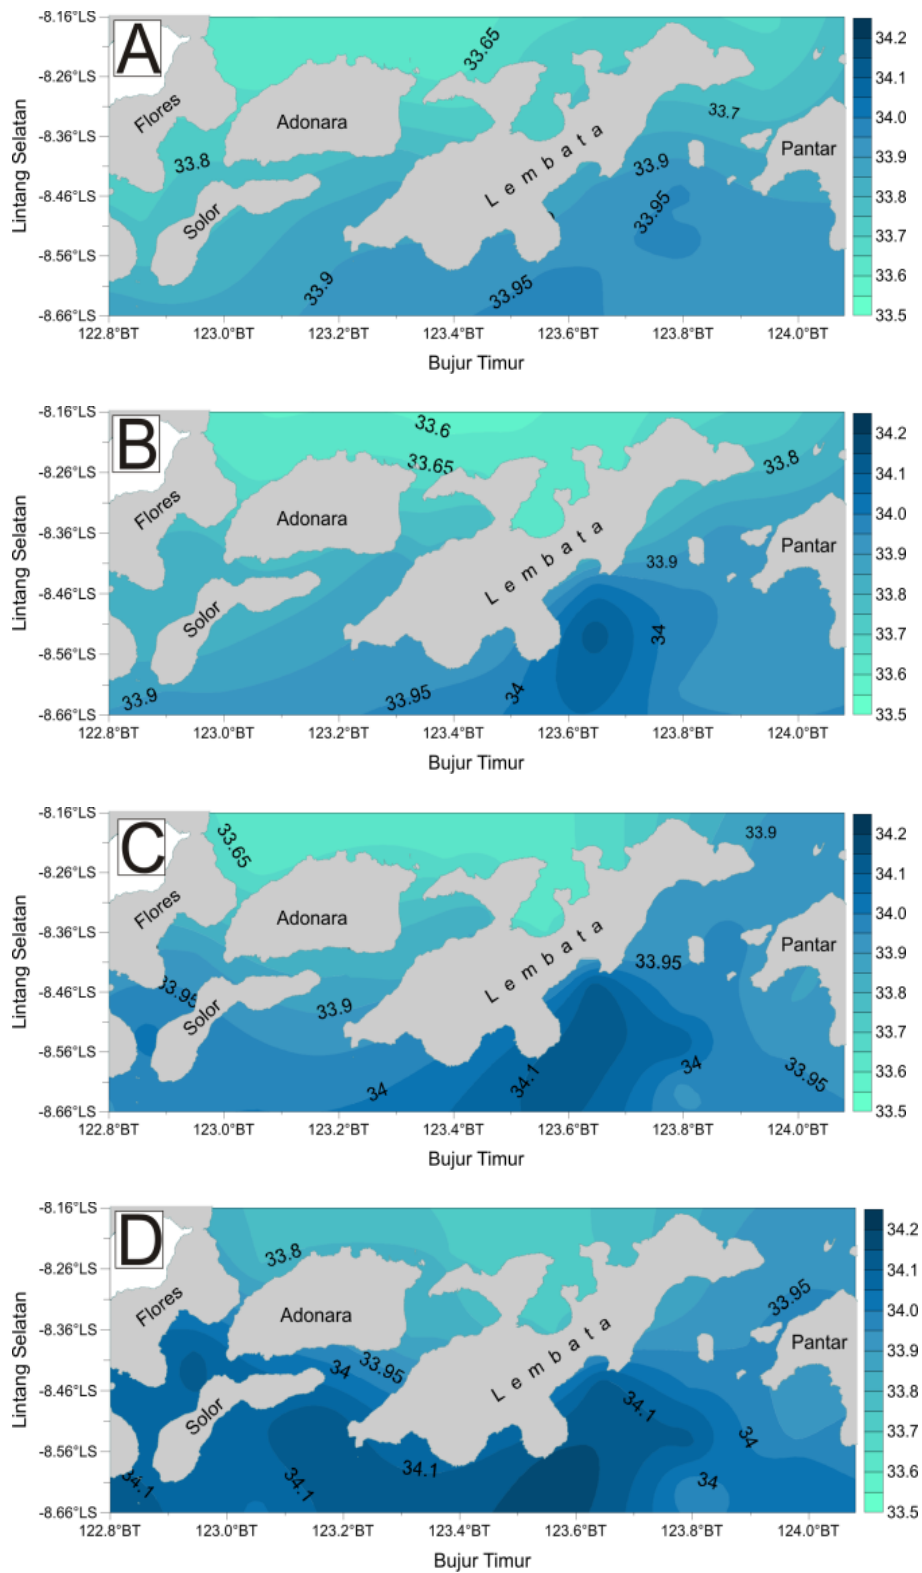 A
-8.16°LS
-8.26°LS
-8.36°LS
-8.46°LS
-8.56°LS
-8.66°LS
Lintang Selatan
Flores
Adonara
Solor
Lembata
Pantar
33.65
33.7
33.8
33.9
33.95
33.9
33.95
122.8°BT 123.0°BT 123.2°BT 123.4°BT 123.6°BT 123.8°BT 124.0°BT
Bujur Timur
34.2
34.1
34.0
33.9
33.8
33.7
33.6
33.5
B
-8.16°LS
-8.26°LS
-8.36°LS
-8.46°LS
-8.56°LS
-8.66°LS
Lintang Selatan
Flores
Adonara
Solor
Lembata
Pantar
33.6
33.65
33.8
33.9
34
33.9
33.95
34
122.8°BT 123.0°BT 123.2°BT 123.4°BT 123.6°BT 123.8°BT 124.0°BT
Bujur Timur
34.2
34.1
34.0
33.9
33.8
33.7
33.6
33.5
C
-8.16°LS
-8.26°LS
-8.36°LS
-8.46°LS
-8.56°LS
-8.66°LS
Lintang Selatan
Flores
Adonara
Solor
Lembata
Pantar
33.65
33.9
33.95
33.95
33.9
34
34.1
34
33.95
122.8°BT 123.0°BT 123.2°BT 123.4°BT 123.6°BT 123.8°BT 124.0°BT
Bujur Timur
34.2
34.1
34.0
33.9
33.8
33.7
33.6
33.5
D
-8.16°LS
-8.26°LS
-8.36°LS
-8.46°LS
-8.56°LS
-8.66°LS
Lintang Selatan
Flores
Adonara
Solor
Lembata
Pantar
33.8
33.95
34
33.95
34.1
34
34.1
34.1
34.1
34
122.8°BT 123.0°BT 123.2°BT 123.4°BT 123.6°BT 123.8°BT 124.0°BT
Bujur Timur
34.2
34.1
34.0
33.9
33.8
33.7
33.6
33.5